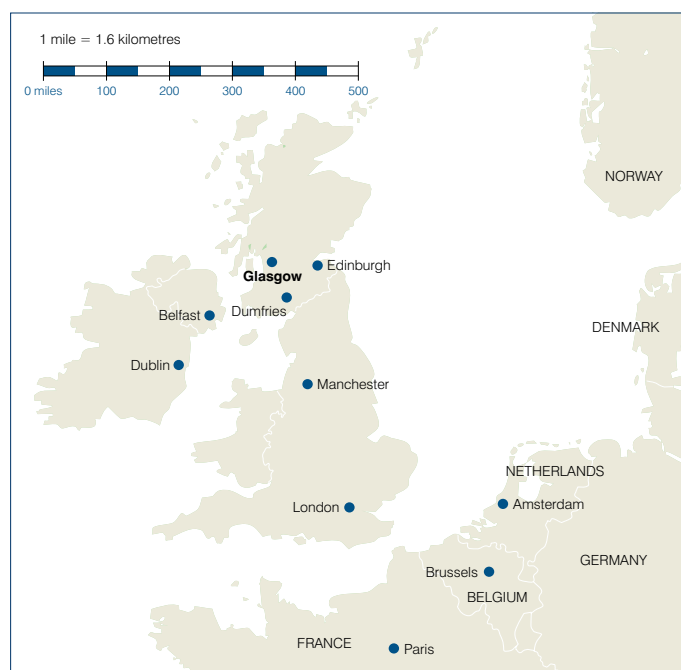 1 mile = 1.6 kilometres
0 miles 100 200 300 400 500
NORWAY
Edinburgh
Glasgow
Dumfries
Belfast
DENMARK
Dublin
Manchester
NETHERLANDS
London
Amsterdam
GERMANY
Brussels
BELGIUM
FRANCE
Paris